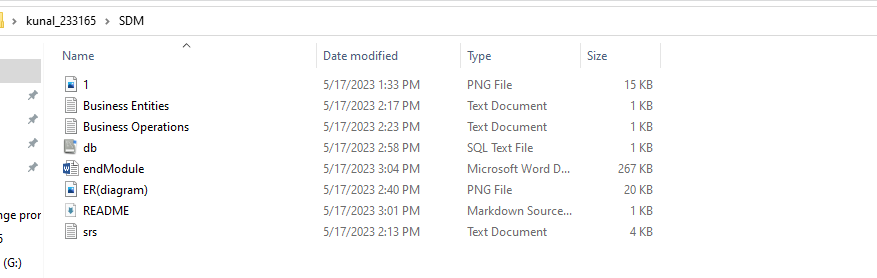 kunal_233165 > SDM
Name Date modified Type Size
1 5/17/2023 1:33 PM PNG File 15 KB
Business Entities 5/17/2023 2:17 PM Text Document 1 KB
Business Operations 5/17/2023 2:23 PM Text Document 1 KB
db 5/17/2023 2:58 PM SQL Text File 1 KB
endModule 5/17/2023 3:04 PM Microsoft Word D... 267 KB
ER(diagram) 5/17/2023 2:40 PM PNG File 20 KB
README 5/17/2023 3:01 PM Markdown Source... 1 KB
nge pror
srs 5/17/2023 2:13 PM Text Document 4 KB
(G:)